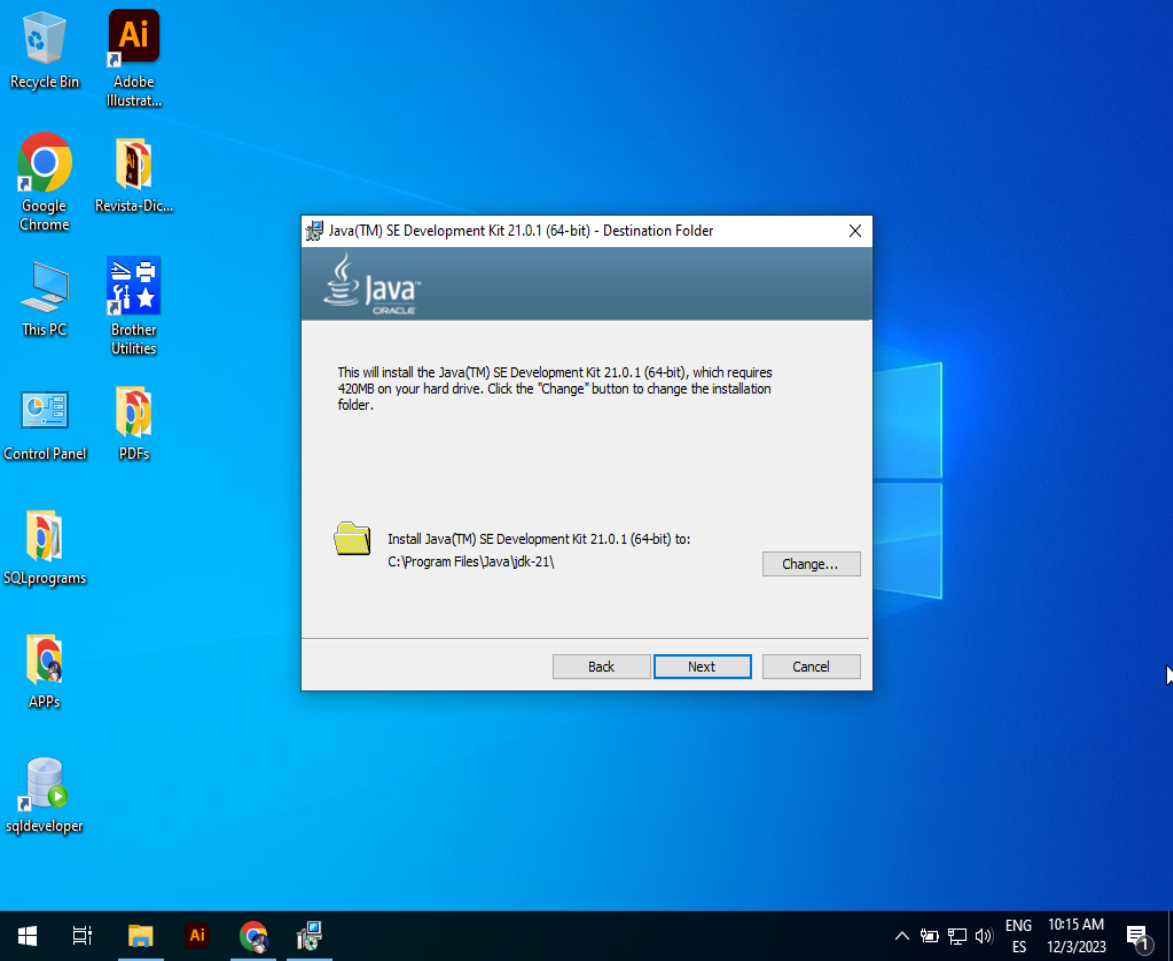 Recycle Bin
Ai
Adobe
Illustrat...
Google
Chrome
Ai
Revista-Dic...
This PC
Brother
Utilities
Control Panel
PDFs
SQLprograms
APPs
sqldeveloper
Java(TM) SE Development Kit 21.0.1 (64-bit) - Destination Folder
Java™
ORACLE
This will install the Java(TM) SE Development Kit 21.0.1 (64-bit), which requires
420MB on your hard drive. Click the "Change" button to change the installation
folder.
Install Java(TM) SE Development Kit 21.0.1 (64-bit) to:
C:\Program Files\Java\jdk-21\
Change...
Back
Next
Cancel
Ai
ENG
ES
10:15 AM
12/3/2023
1